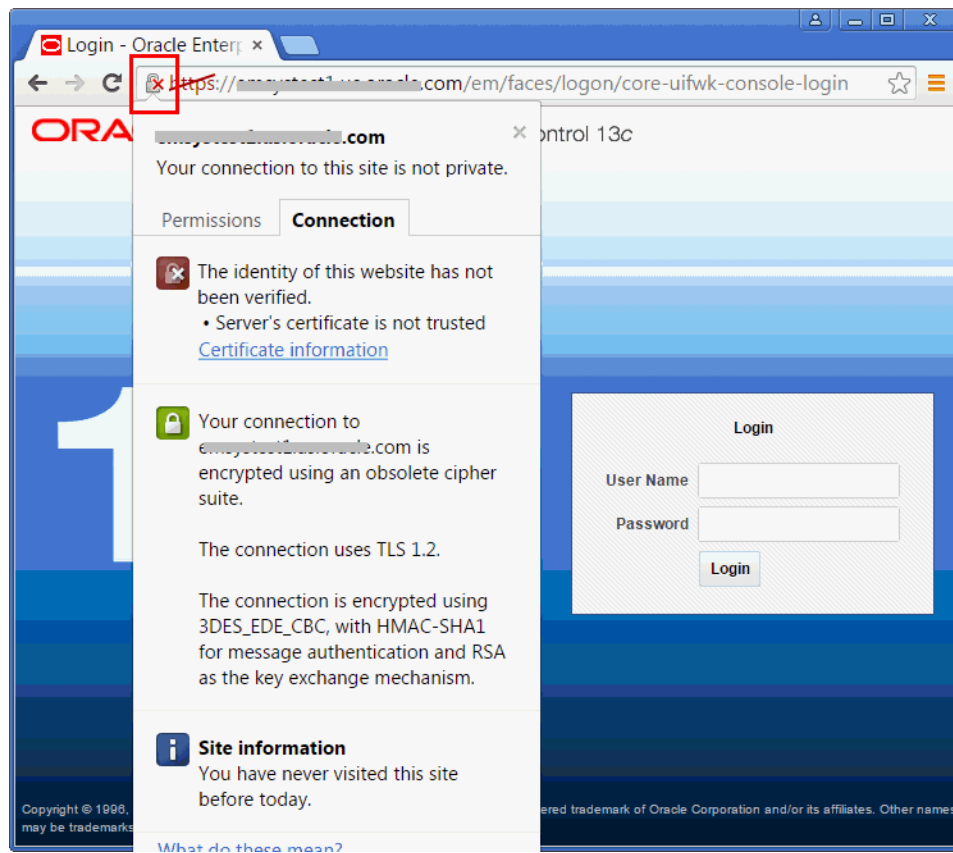 Login - Oracle Enterp
https:// .com/em/faces/logon/core-uifwk-console-login
ORA
ontrol 13c
.com
Your connection to this site is not private.
Permissions
Connection
The identity of this website has not
been verified.
• Server's certificate is not trusted
Certificate information
1
Your connection to
.com is
encrypted using an obsolete cipher
suite.
The connection uses TLS 1.2.
The connection is encrypted using
3DES_EDE_CBC, with HMAC-SHA1
for message authentication and RSA
as the key exchange mechanism.
Login
User Name
Password
Login
i
Site information
You have never visited this site
before today.
Copyright © 1996,
ered trademark of Oracle Corporation and/or its affiliates. Other names
may be trademarks
What do these mean?